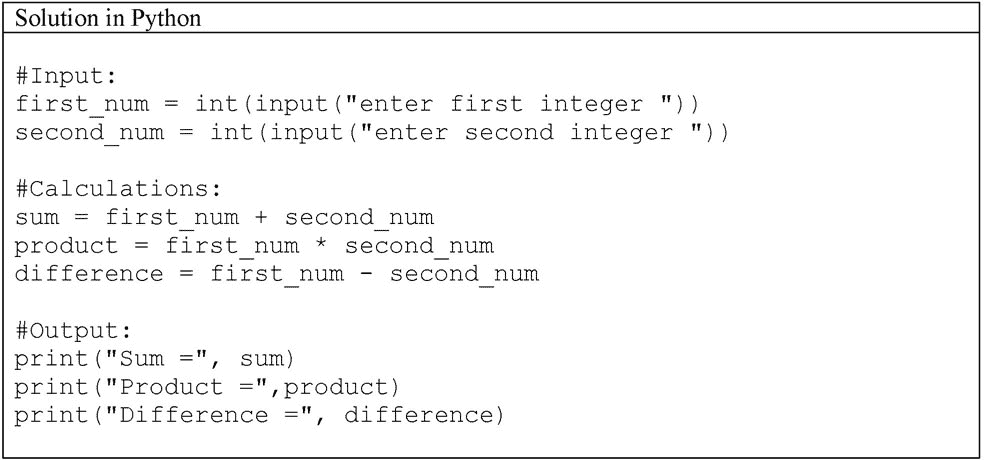 Solution in Python
#Input:
first_num = int(input("enter first integer "))
second_num = int(input("enter second integer "))
#Calculations:
sum = first_num + second_num
product = first_num * second_num
difference = first_num - second_num
#Output:
print("Sum =", sum)
print("Product =",product)
print("Difference =", difference)